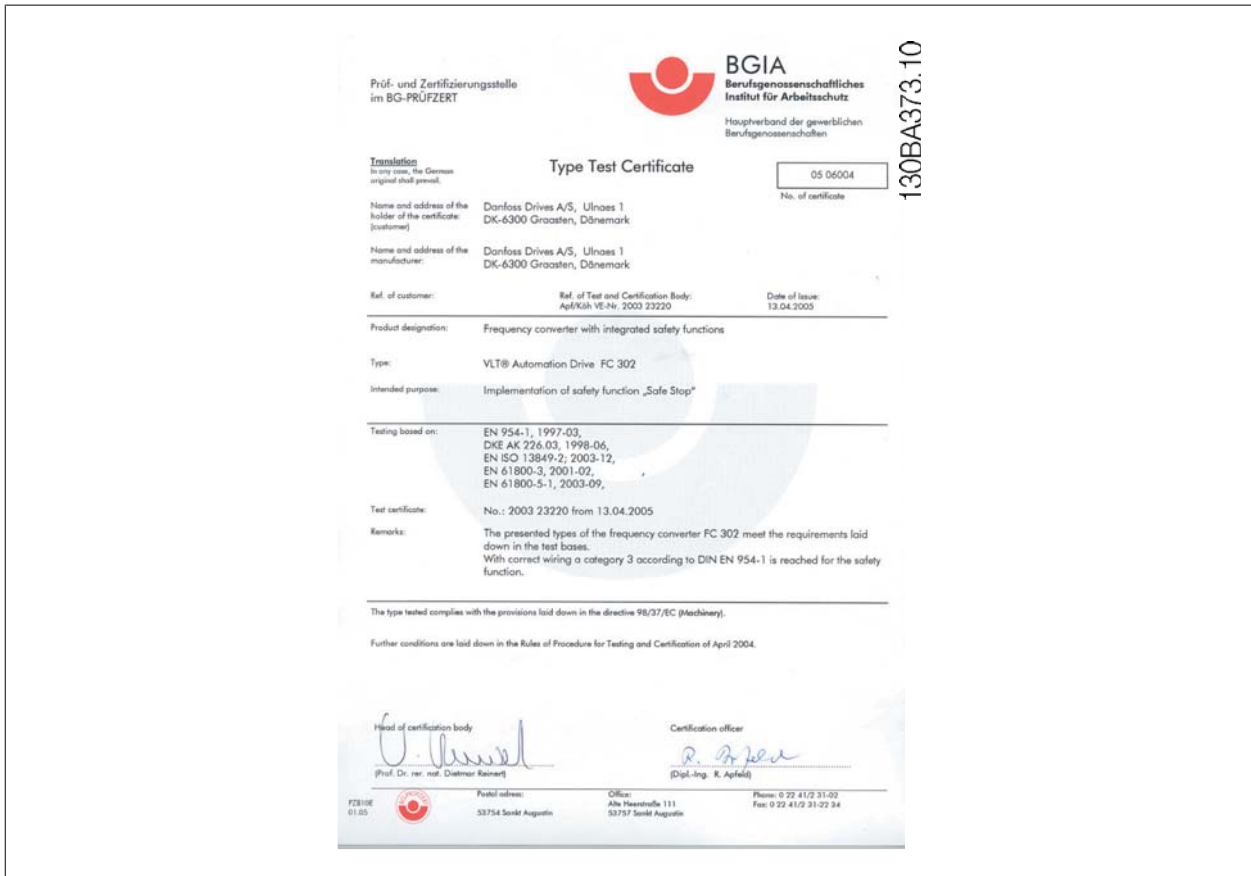 Prüf- und Zertifizierungsstelle
im BG-PRÜFZERT
BGIA
Berufsgenossenschaftliches
Institut für Arbeitsschutz
Hauptverband der gewerblichen
Berufsgenossenschaften
130BA373.10
Translation
In any case, the German
original shall prevail.
Type Test Certificate
05 06004
No. of certificate
Name and address of the
holder of the certificate:
(customer)
Danfoss Drives A/S, Ulnaes 1
DK-6300 Graasten, Dänemark
Name and address of the
manufacturer:
Danfoss Drives A/S, Ulnaes 1
DK-6300 Graasten, Dänemark
Ref. of customer:
Ref. of Test and Certification Body:
Apf/Köh VE-Nr. 2003 23220
Date of Issue:
13.04.2005
Product designation:
Frequency converter with integrated safety functions
Type:
VLT® Automation Drive FC 302
Intended purpose:
Implementation of safety function „Safe Stop“
Testing based on:
EN 954-1, 1997-03,
DKE AK 226.03, 1998-06,
EN ISO 13849-2; 2003-12,
EN 61800-3, 2001-02,
EN 61800-5-1, 2003-09,
Test certificate:
No.: 2003 23220 from 13.04.2005
Remarks:
The presented types of the frequency converter FC 302 meet the requirements laid
down in the test bases.
With correct wiring a category 3 according to DIN EN 954-1 is reached for the safety
function.
The type tested complies with the provisions laid down in the directive 98/37/EC (Machinery).
Further conditions are laid down in the Rules of Procedure for Testing and Certification of April 2004.
Head of certification body
(Prof. Dr. rer. nat. Dietmar Reinert)
Certification officer
R. Apfeld
(Dipl.-Ing. R. Apfeld)
PZB10E
01.05
Postal adress:
53754 Sankt Augustin
Office:
Alte Heerstraße 111
53757 Sankt Augustin
Phone: 0 22 41/2 31-02
Fax: 0 22 41/2 31-22 34